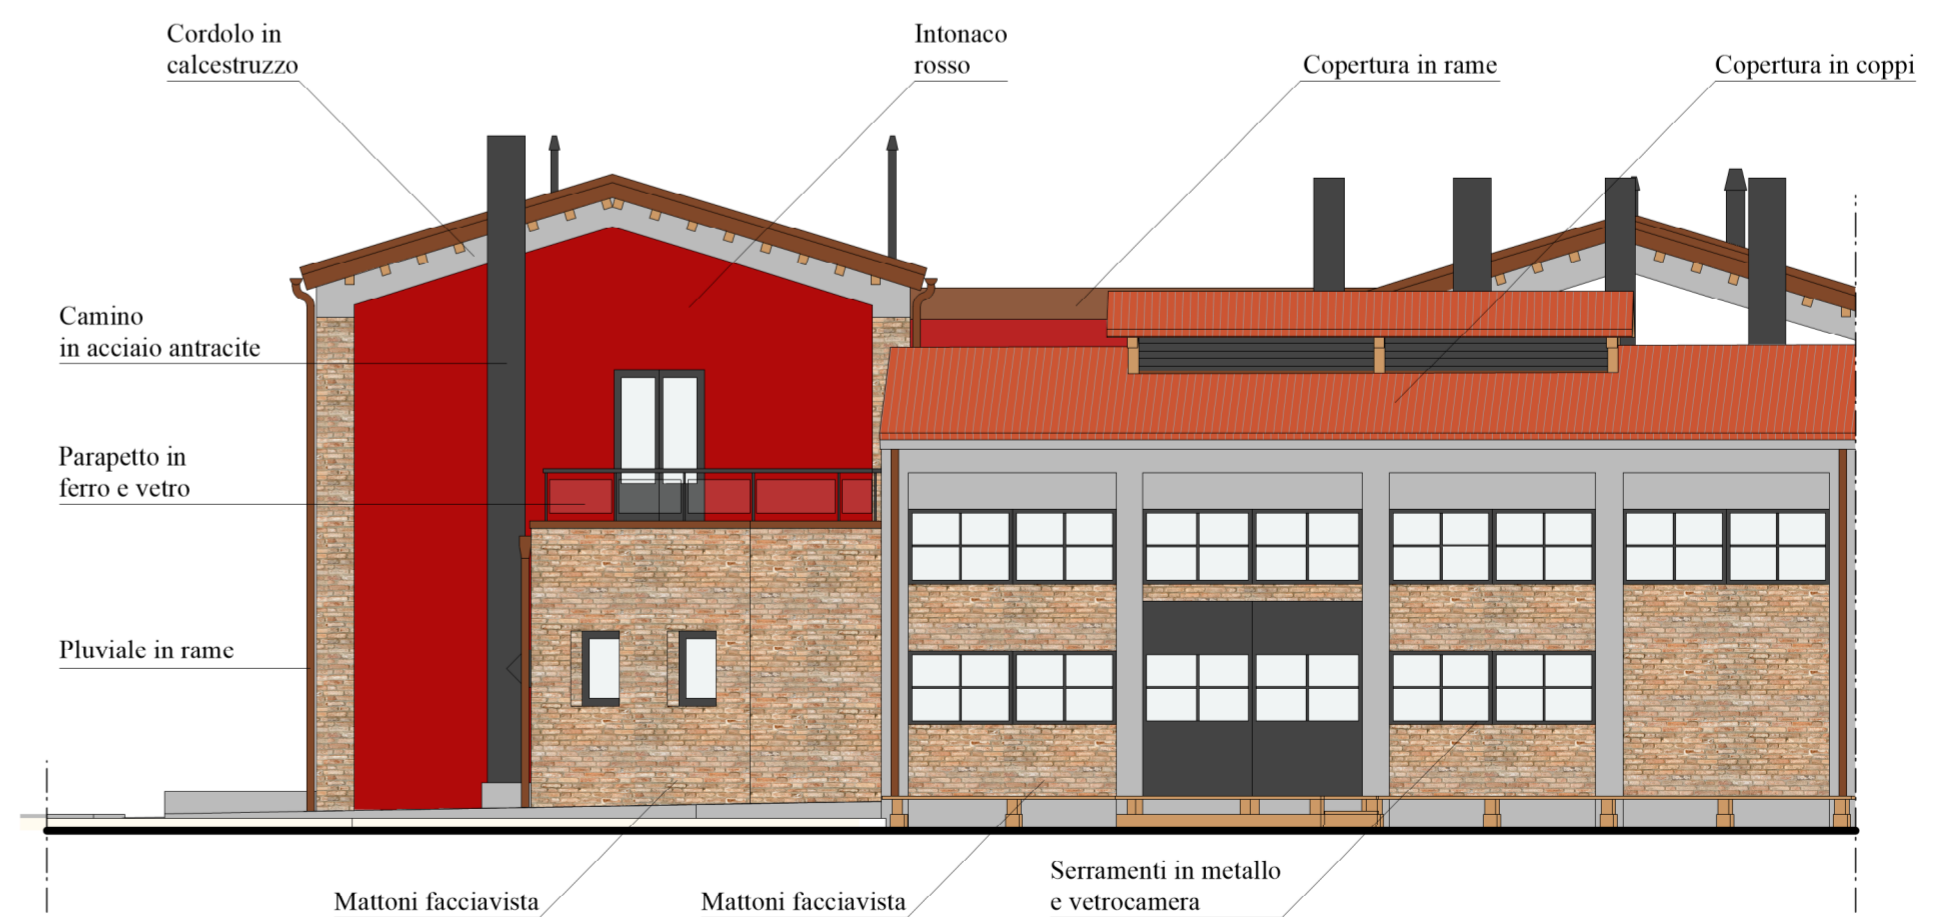 Cordolo in
calcestruzzo
Intonaco
rosso
Copertura in rame
Copertura in coppi
Camino
in acciaio antracite
Parapetto in
ferro e vetro
Pluviale in rame
Mattoni facciavista
Mattoni facciavista
Serramenti in metallo
e vetrocamera